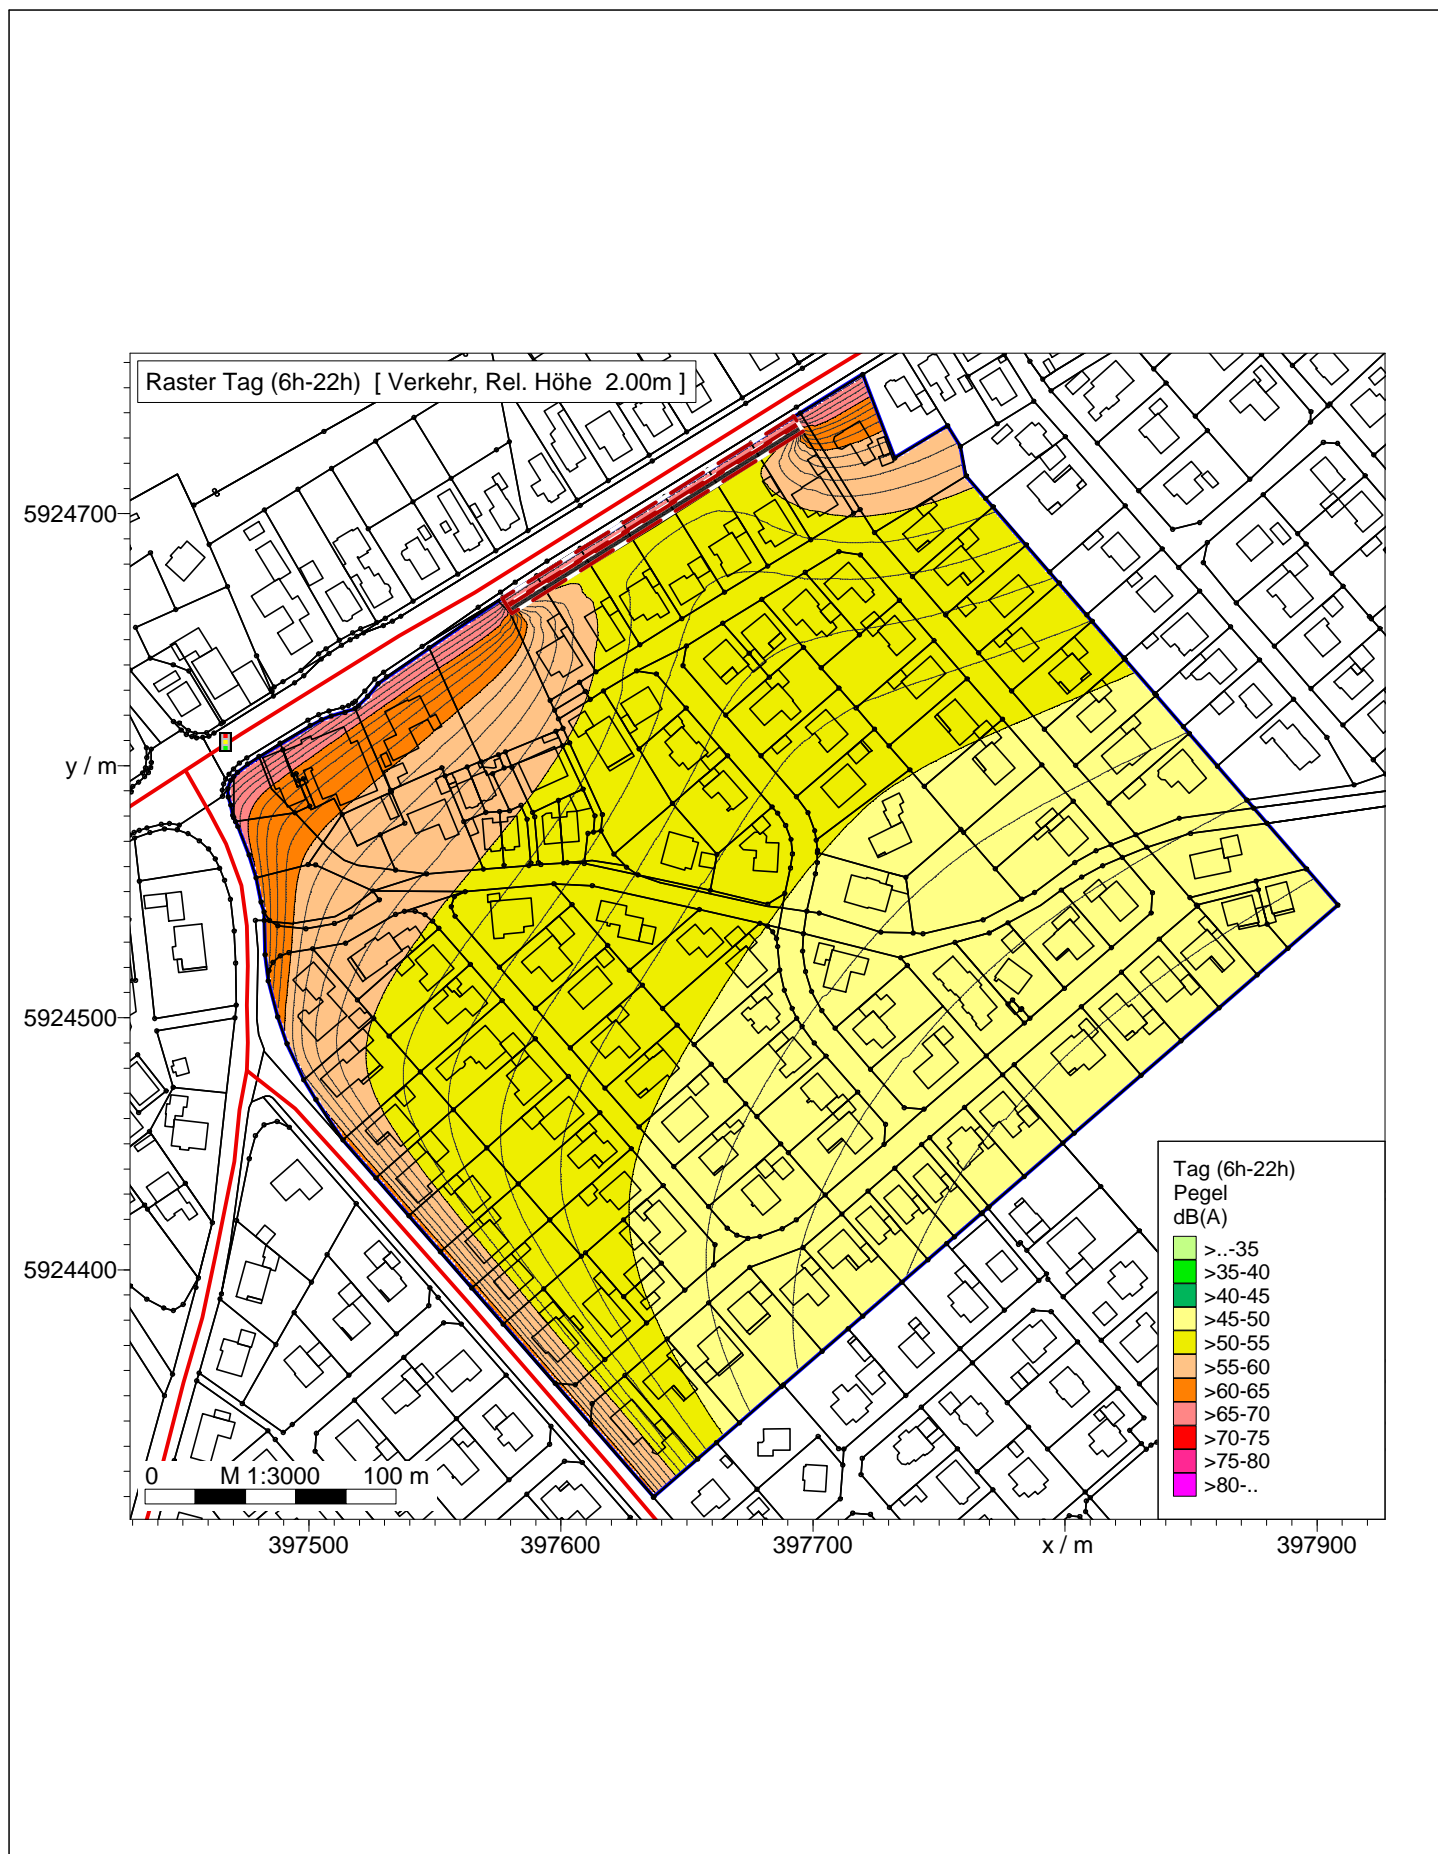 Raster Tag (6h-22h) [ Verkehr, Rel. Höhe 2.00m ]
5924700
y / m
5924500
5924400
Tag (6h-22h)
Pegel
dB(A)
>..-35
>35-40
>40-45
>45-50
>50-55
>55-60
>60-65
>65-70
>70-75
>75-80
>80-..
0 M 1:3000 100 m
397500 397600 397700 x / m 397900